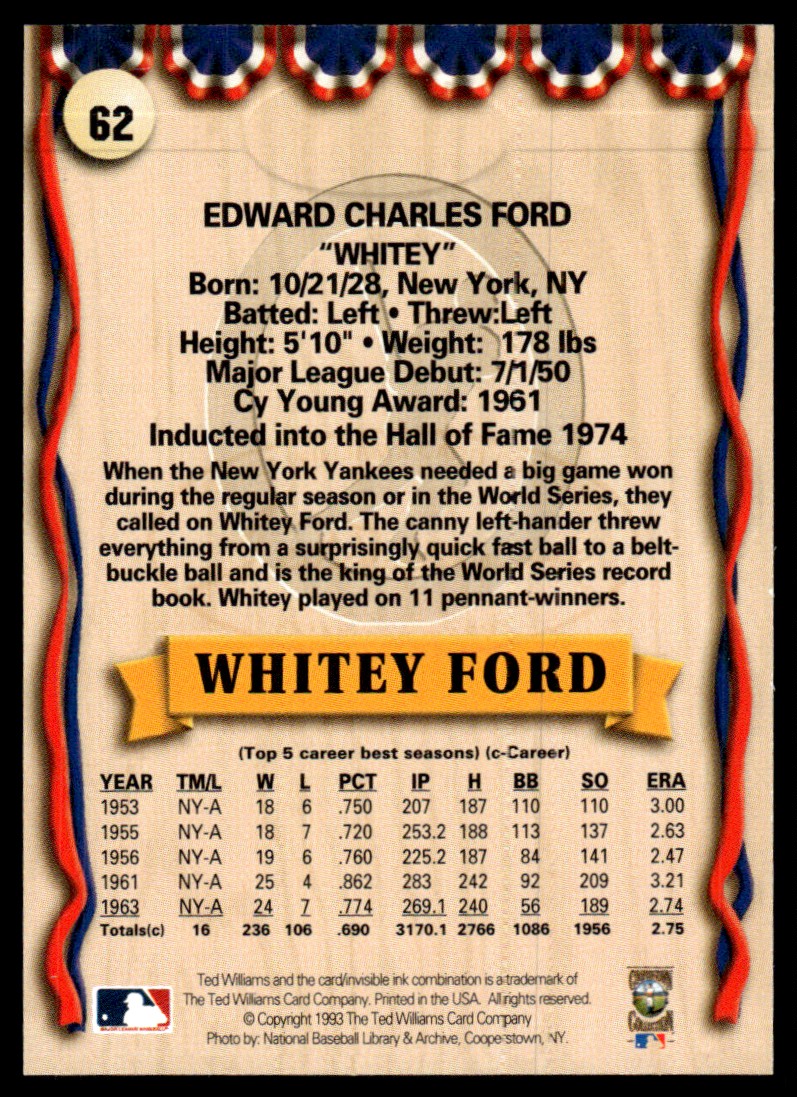 62
EDWARD CHARLES FORD
"WHITEY"
Born: 10/21/28, New York, NY
Batted: Left • Threw:Left
Height: 5'10" • Weight: 178 lbs
Major League Debut: 7/1/50
Cy Young Award: 1961
Inducted into the Hall of Fame 1974
When the New York Yankees needed a big game won
during the regular season or in the World Series, they
called on Whitey Ford. The canny left-hander threw
everything from a surprisingly quick fast ball to a belt-
buckle ball and is the king of the World Series record
book. Whitey played on 11 pennant-winners.
WHITEY FORD
(Top 5 career best seasons) (c-Career)
YEAR TM/L W L PCT IP H BB SO ERA
1953 NY-A 18 6 .750 207 187 110 110 3.00
1955 NY-A 18 7 .720 253.2 188 113 137 2.63
1956 NY-A 19 6 .760 225.2 187 84 141 2.47
1961 NY-A 25 4 .862 283 242 92 209 3.21
1963 NY-A 24 7 .774 269.1 240 56 189 2.74
Totals(c) 16 236 106 .690 3170.1 2766 1086 1956 2.75
Ted Williams and the card/invisible ink combination is a trademark of
The Ted Williams Card Company. Printed in the USA. All rights reserved.
© Copyright 1993 The Ted Williams Card Company
Photo by: National Baseball Library & Archive, Cooperstown, NY.
COOPERSTOWN
COLLECTION